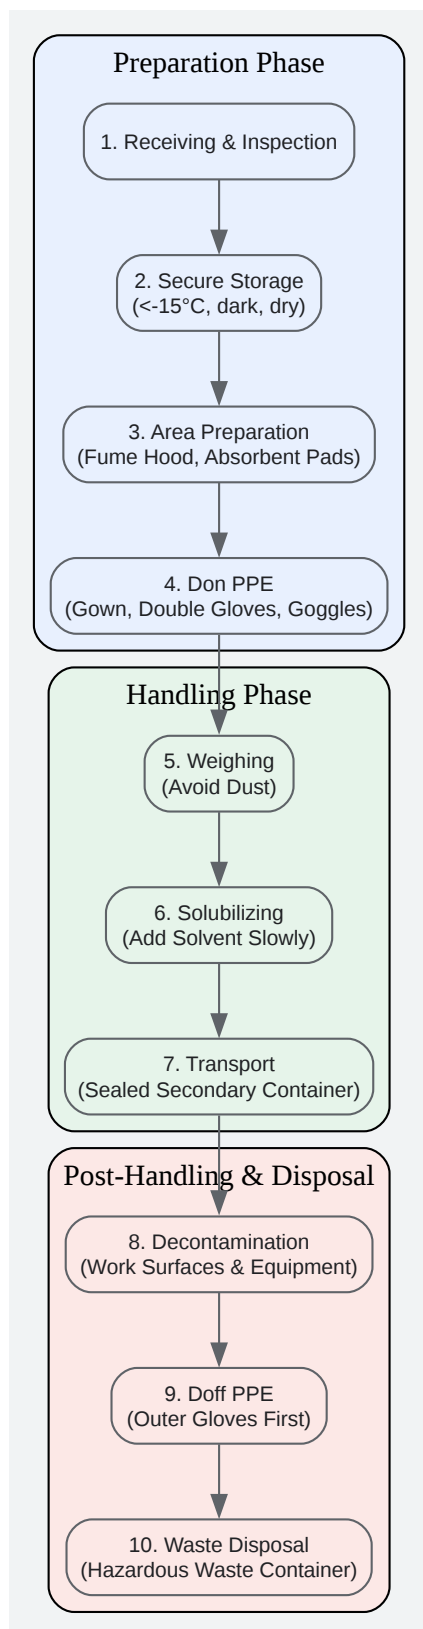 Preparation Phase
1. Receiving & Inspection
2. Secure Storage
(<-15°C, dark, dry)
3. Area Preparation
(Fume Hood, Absorbent Pads)
4. Don PPE
(Gown, Double Gloves, Goggles)
Handling Phase
5. Weighing
(Avoid Dust)
6. Solubilizing
(Add Solvent Slowly)
7. Transport
(Sealed Secondary Container)
Post-Handling & Disposal
8. Decontamination
(Work Surfaces & Equipment)
9. Doff PPE
(Outer Gloves First)
10. Waste Disposal
(Hazardous Waste Container)